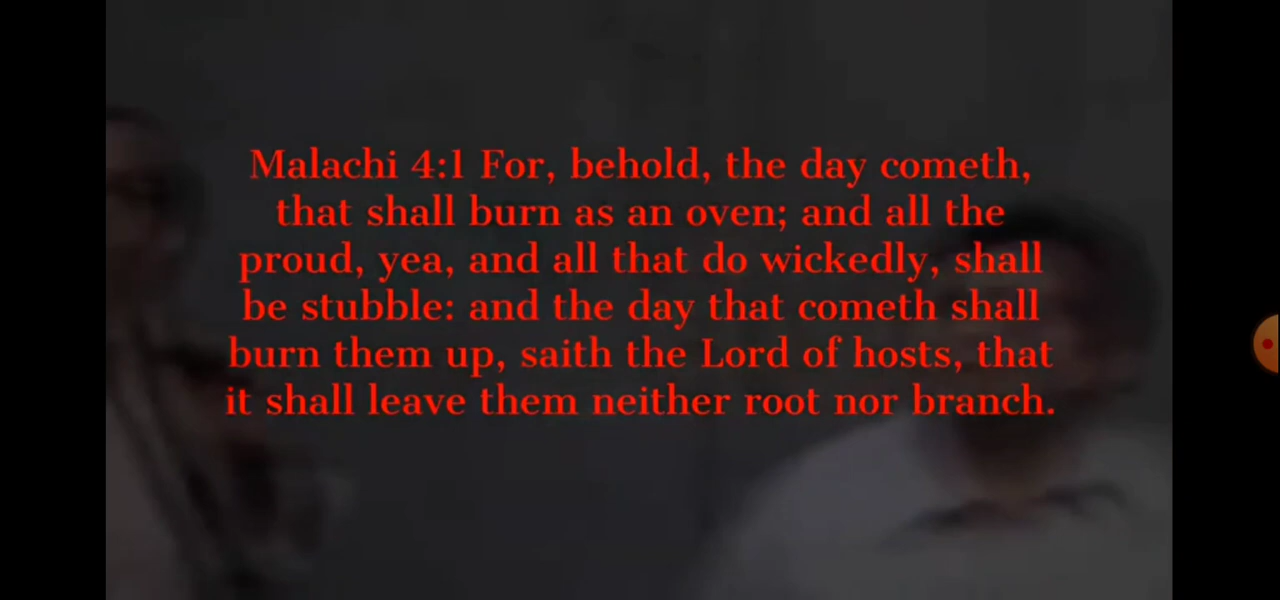 Malachi 4:1 For, behold, the day cometh,
that shall burn as an oven; and all the
proud, yea, and all that do wickedly, shall
be stubble: and the day that cometh shall
burn them up, saith the Lord of hosts, that
it shall leave them neither root nor branch.